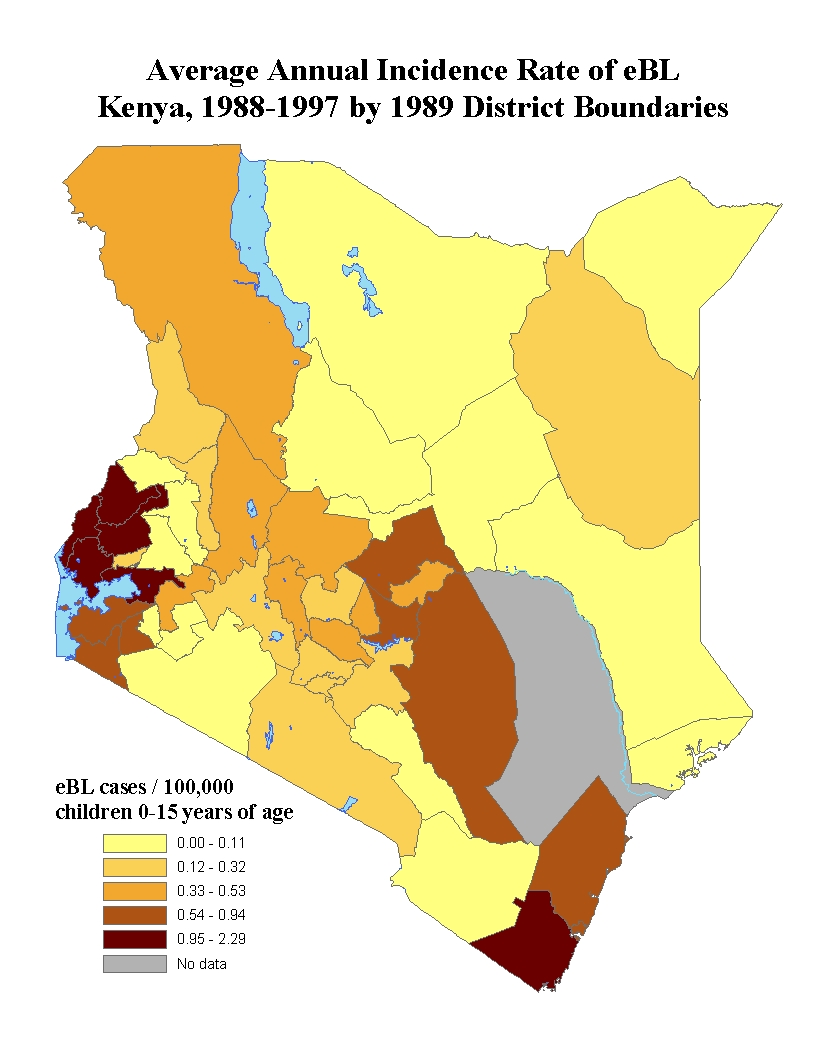 Average Annual Incidence Rate of eBL
Kenya, 1988-1997 by 1989 District Boundaries
eBL cases / 100,000
children 0-15 years of age
0.00 - 0.11
0.12 - 0.32
0.33 - 0.53
0.54 - 0.94
0.95 - 2.29
No data